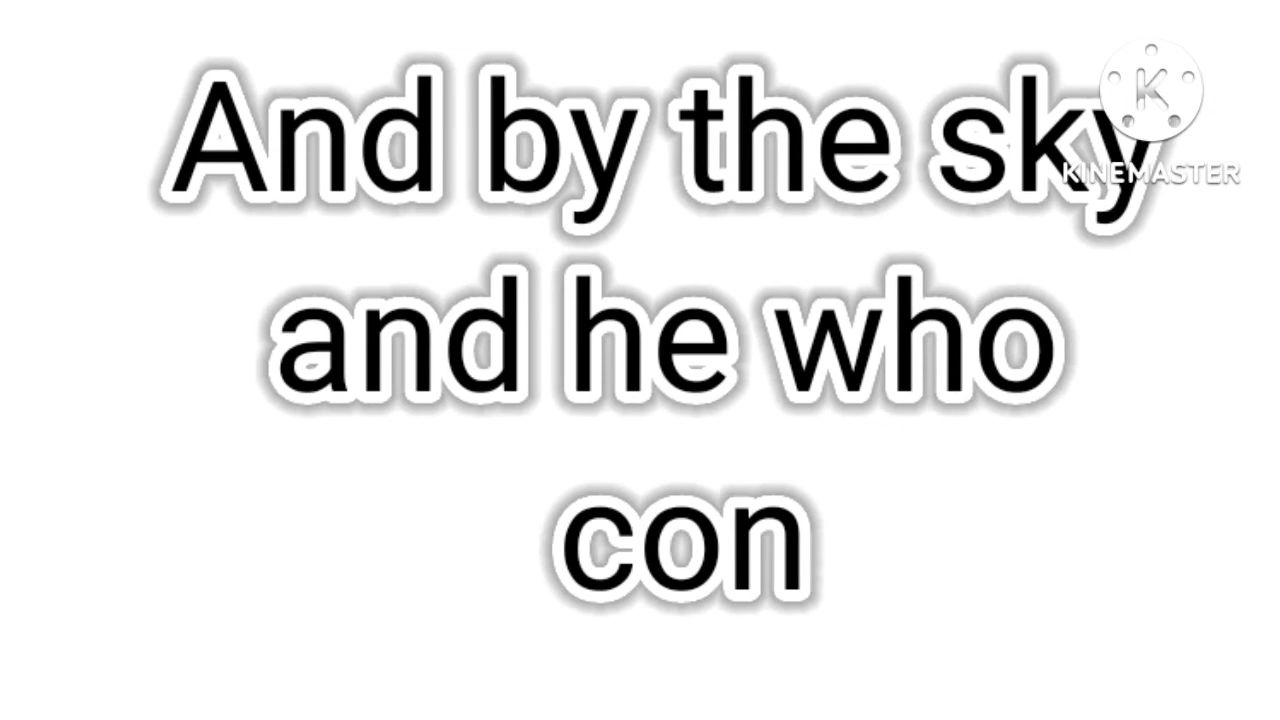 And by the sky
and he who
con
K
KINEMASTER